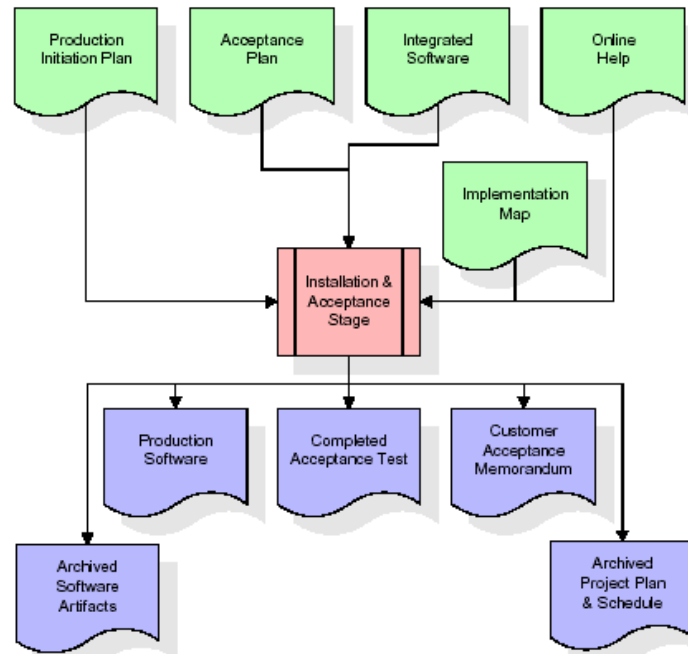 Production
Initiation Plan
Acceptance
Plan
Integrated
Software
Online
Help
Implementation
Map
Installation &
Acceptance
Stage
Production
Software
Completed
Acceptance Test
Customer
Acceptance
Memorandum
Archived
Software
Artifacts
Archived
Project Plan
& Schedule